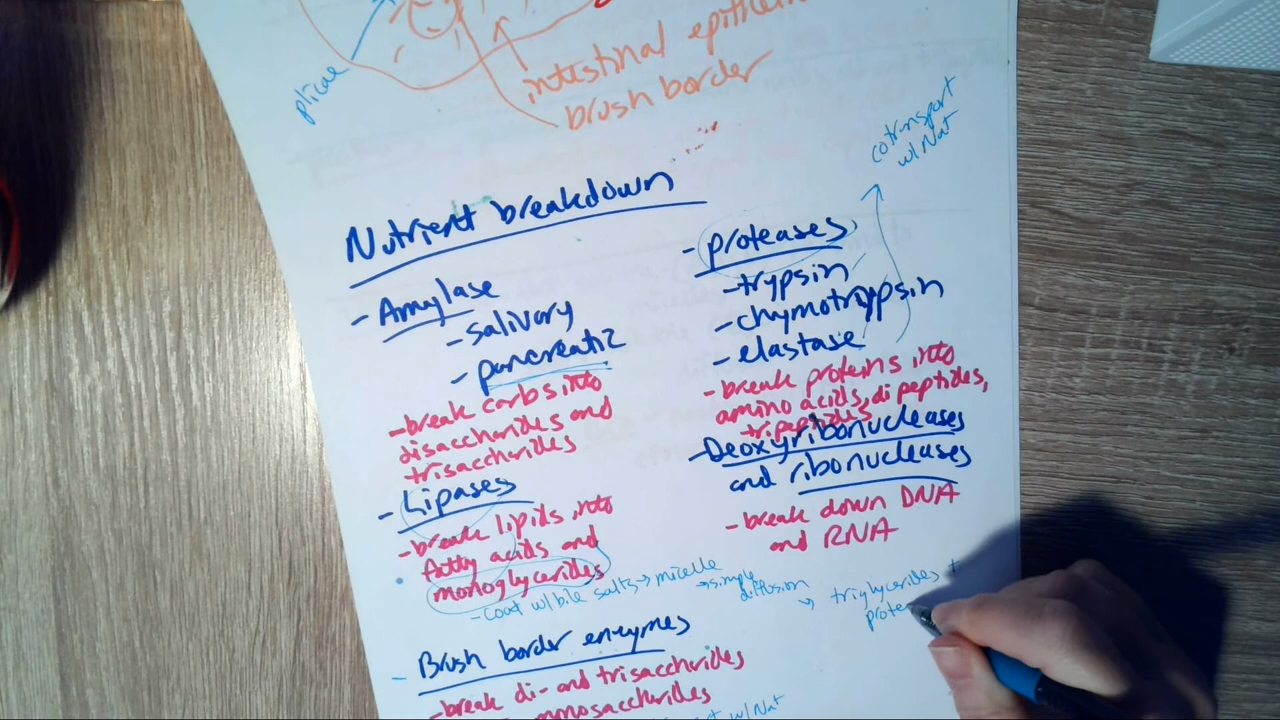 plicae
intestinal
brush border
cotransport
w/ Na+
Nutrient breakdown
- Amylase
- salivary
- pancreatic
- break carbs into
disaccharides and
trisaccharides
- Lipases
- break lipids into
fatty acids and
monoglycerides
- coat w/ bile salts → micelle
→ simple
diffusion
→ triglycerides +
- proteases
- trypsin
- chymotrypsin
- elastase
- break proteins into
amino acids, dipeptides,
tripeptides
- Deoxyribonucleases
and ribonucleases
- break down DNA
and RNA
- Brush border enzymes
- break di- and trisaccharides
w/ Na+